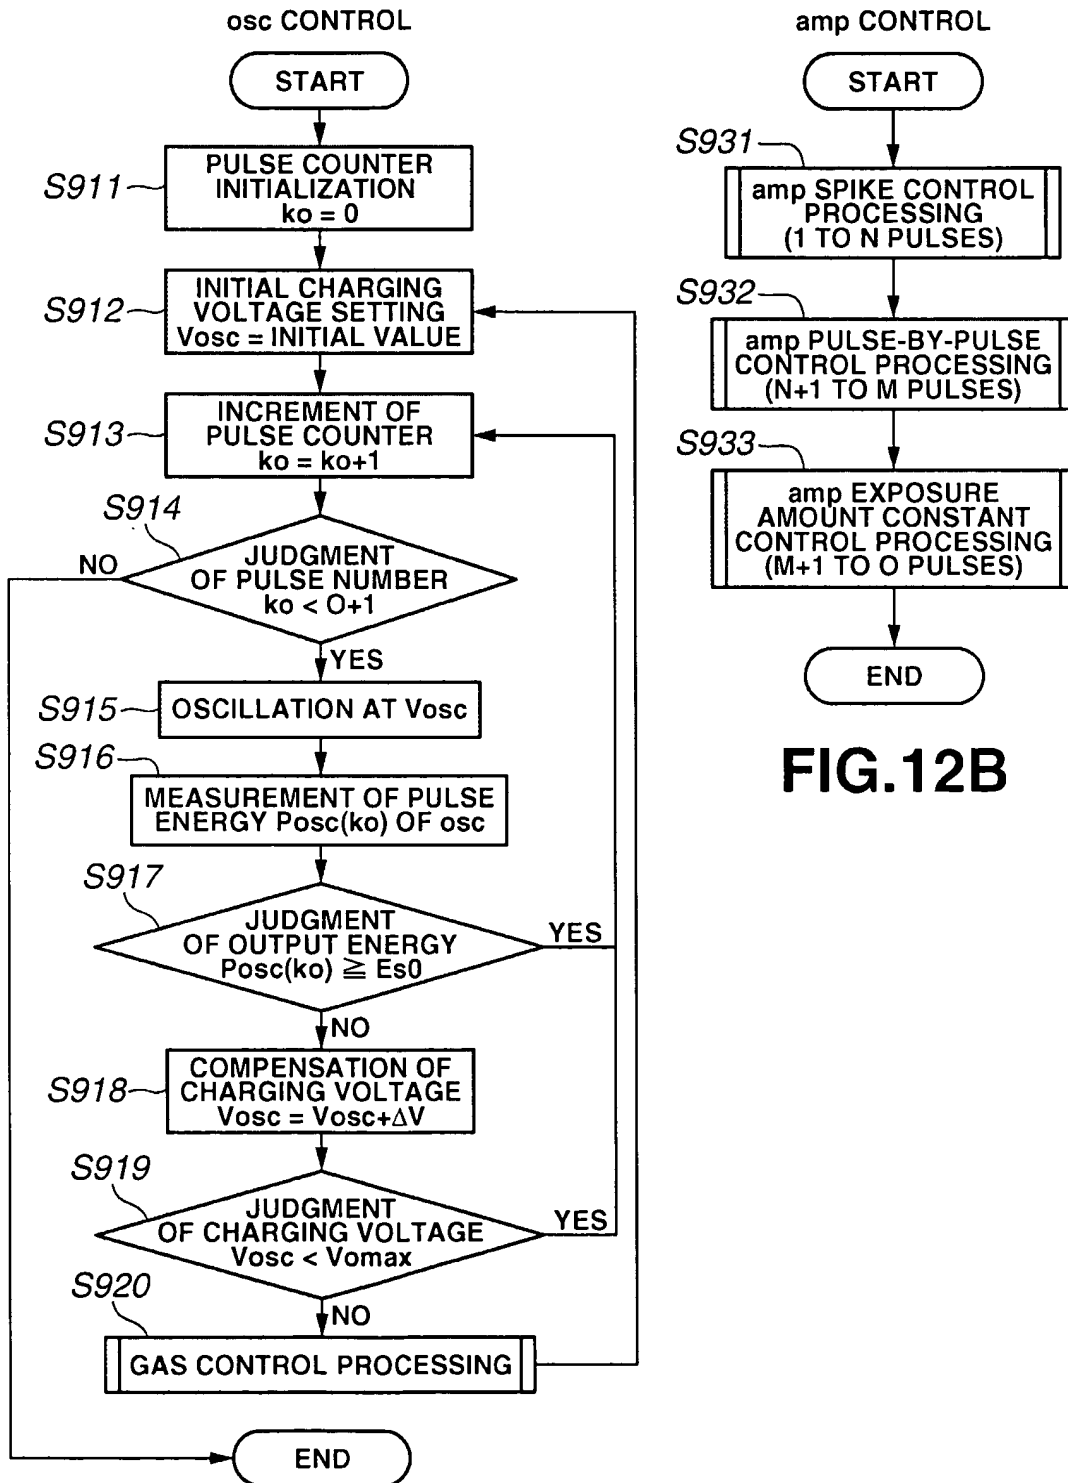 osc CONTROL
START
S911
PULSE COUNTER
INITIALIZATION
ko = 0
S912
INITIAL CHARGING
VOLTAGE SETTING
Vosc = INITIAL VALUE
S913
INCREMENT OF
PULSE COUNTER
ko = ko+1
S914
NO
JUDGMENT
OF PULSE NUMBER
ko < O+1
YES
S915
OSCILLATION AT Vosc
S916
MEASUREMENT OF PULSE
ENERGY Posc(ko) OF osc
S917
JUDGMENT
OF OUTPUT ENERGY
Posc(ko) ≧ Es0
YES
NO
S918
COMPENSATION OF
CHARGING VOLTAGE
Vosc = Vosc+ΔV
S919
JUDGMENT
OF CHARGING VOLTAGE
Vosc < Vomax
YES
NO
S920
GAS CONTROL PROCESSING
END
amp CONTROL
START
S931
amp SPIKE CONTROL
PROCESSING
(1 TO N PULSES)
S932
amp PULSE-BY-PULSE
CONTROL PROCESSING
(N+1 TO M PULSES)
S933
amp EXPOSURE
AMOUNT CONSTANT
CONTROL PROCESSING
(M+1 TO O PULSES)
END
FIG.12B